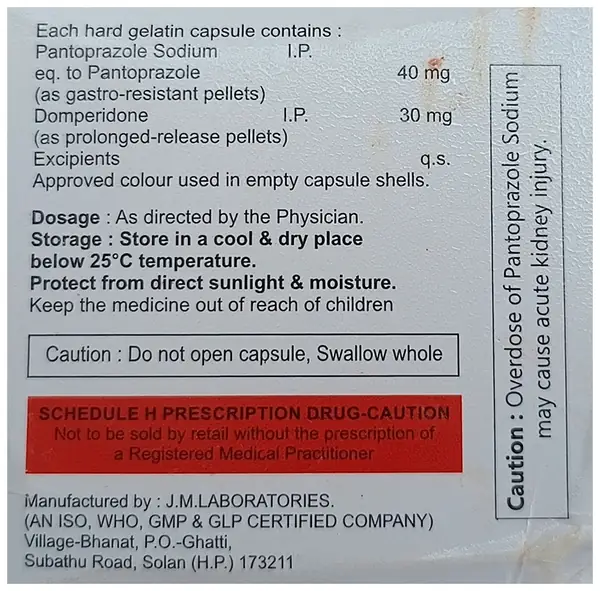 Each hard gelatin capsule contains :
Pantoprazole Sodium I.P.
eq. to Pantoprazole 40 mg
(as gastro-resistant pellets)
Domperidone I.P. 30 mg
(as prolonged-release pellets)
Excipients q.s.
Approved colour used in empty capsule shells.
Dosage : As directed by the Physician.
Storage : Store in a cool & dry place
below 25°C temperature.
Protect from direct sunlight & moisture.
Keep the medicine out of reach of children
Caution : Do not open capsule, Swallow whole
SCHEDULE H PRESCRIPTION DRUG-CAUTION
Not to be sold by retail without the prescription of
a Registered Medical Practitioner
Manufactured by : J.M.LABORATORIES.
(AN ISO, WHO, GMP & GLP CERTIFIED COMPANY)
Village-Bhanat, P.O.-Ghatti,
Subathu Road, Solan (H.P.) 173211
Caution : Overdose of Pantoprazole Sodium
may cause acute kidney injury.